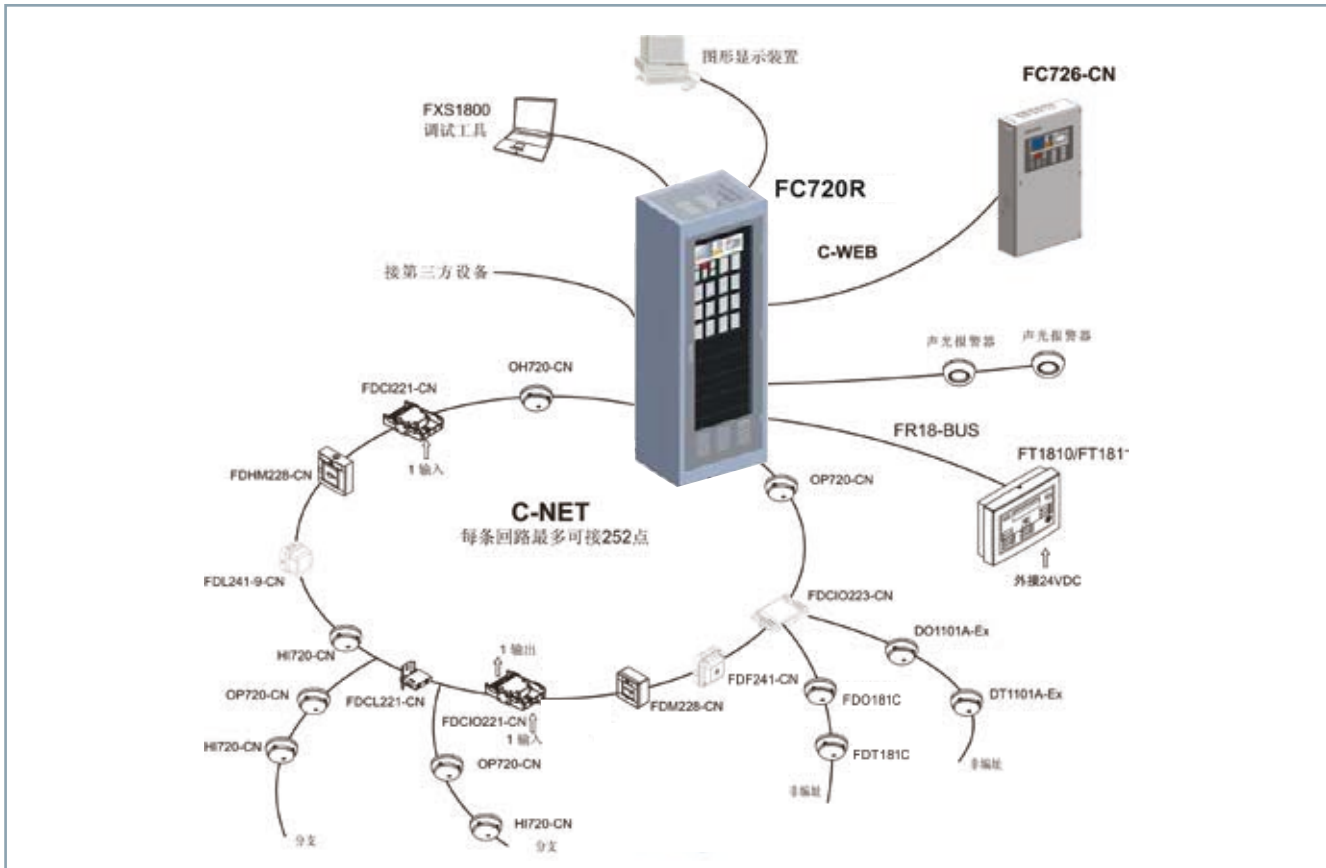 图形显示装置
FC726-CN
FXS1800
调试工具
FC720R
C-WEB
接第三方设备
声光报警器
声光报警器
OH720-CN
FDCI221-CN
1 输入
FR18-BUS
FT1810/FT181
FDHM228-CN
OP720-CN
C-NET
每条回路最多可接252点
外接24VDC
FDL241-9-CN
FDCIO223-CN
DO1101A-Ex
HI720-CN
1 输出
FDF241-CN
OP720-CN
FDCL221-CN
FDM228-CN
FDO181C
DT1101A-Ex
FDCIO221-CN
1 输入
HI720-CN
OP720-CN
FDT181C
非编址
非编址
HI720-CN
分支
分支